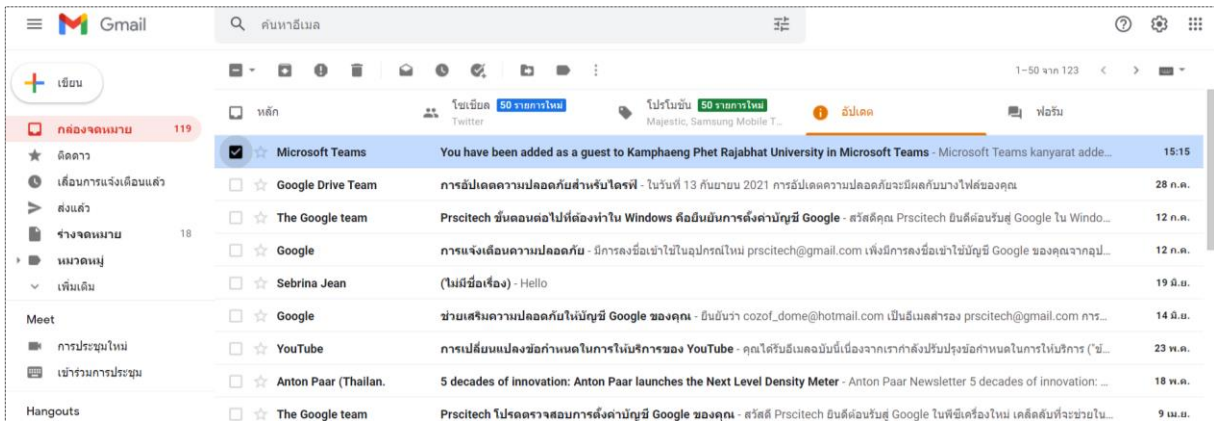 Gmail
ค้นหาอีเมล
เขียน
1–50 จาก 123
หลัก
โซเชียล 50 รายการใหม่
Twitter
โปรโมชัน 50 รายการใหม่
Majestic, Samsung Mobile T...
อัปเดต
ฟอรัม
กล่องจดหมาย 119
ติดดาว
เลื่อนการแจ้งเตือนแล้ว
ส่งแล้ว
ร่างจดหมาย 18
หมวดหมู่
เพิ่มเติม
Meet
การประชุมใหม่
เข้าร่วมการประชุม
Hangouts
Microsoft Teams You have been added as a guest to Kamphaeng Phet Rajabhat University in Microsoft Teams - Microsoft Teams kanyarat adde... 15:15
Google Drive Team การอัปเดตความปลอดภัยสำหรับไดรฟ์ - ในวันที่ 13 กันยายน 2021 การอัปเดตความปลอดภัยจะมีผลกับบางไฟล์ของคุณ 28 ก.ค.
The Google team Prscitech ขั้นตอนต่อไปที่ต้องทำใน Windows คือยืนยันการตั้งค่าบัญชี Google - สวัสดีคุณ Prscitech ยินดีต้อนรับสู่ Google ใน Windo... 12 ก.ค.
Google การแจ้งเตือนความปลอดภัย - มีการลงชื่อเข้าใช้ในอุปกรณ์ใหม่ prscitech@gmail.com เพิ่งมีการลงชื่อเข้าใช้บัญชี Google ของคุณจากอุป... 12 ก.ค.
Sebrina Jean (ไม่มีชื่อเรื่อง) - Hello 19 มิ.ย.
Google ช่วยเสริมความปลอดภัยให้บัญชี Google ของคุณ - ยืนยันว่า cozof_dome@hotmail.com เป็นอีเมลสำรอง prscitech@gmail.com การ... 14 มิ.ย.
YouTube การเปลี่ยนแปลงข้อกำหนดในการให้บริการของ YouTube - คุณได้รับอีเมลฉบับนี้เนื่องจากเรากำลังปรับปรุงข้อกำหนดในการให้บริการ ("ข้... 23 พ.ค.
Anton Paar (Thailan. 5 decades of innovation: Anton Paar launches the Next Level Density Meter - Anton Paar Newsletter 5 decades of innovation: ... 18 พ.ค.
The Google team Prscitech โปรดตรวจสอบการตั้งค่าบัญชี Google ของคุณ - สวัสดี Prscitech ยินดีต้อนรับสู่ Google ในพีซีเครื่องใหม่ เคล็ดลับที่จะช่วยใน... 9 เม.ย.